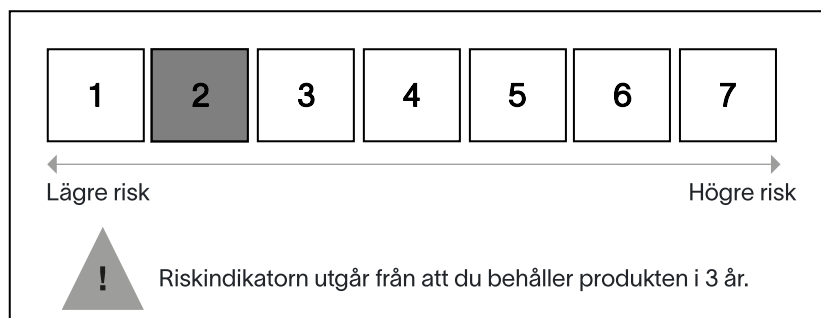 1 2 3 4 5 6 7
Lägre risk Högre risk
! Riskindikatorn utgår från att du behåller produkten i 3 år.